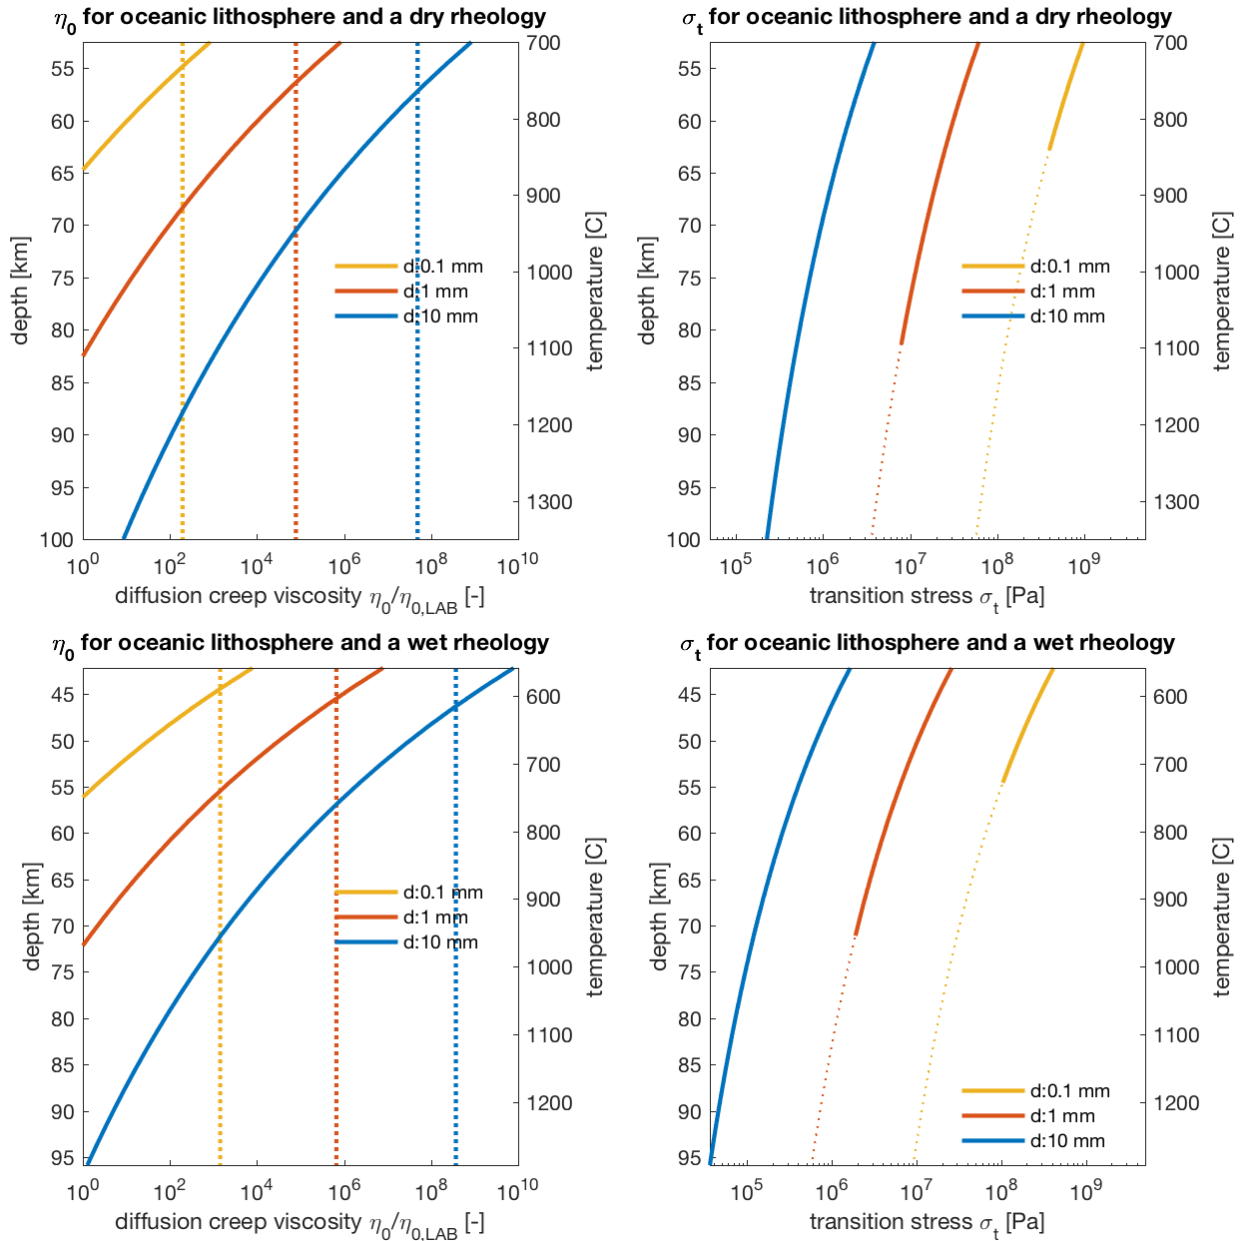 η0 for oceanic lithosphere and a dry rheology
55
60
65
70
75
80
85
90
95
100
depth [km]
700
800
900
1000
1100
1200
1300
temperature [C]
d:0.1 mm
d:1 mm
d:10 mm
10^0 10^2 10^4 10^6 10^8 10^10
diffusion creep viscosity η0/η0,LAB [-]
σt for oceanic lithosphere and a dry rheology
55
60
65
70
75
80
85
90
95
100
depth [km]
700
800
900
1000
1100
1200
1300
temperature [C]
d:0.1 mm
d:1 mm
d:10 mm
10^5 10^6 10^7 10^8 10^9
transition stress σt [Pa]
η0 for oceanic lithosphere and a wet rheology
45
50
55
60
65
70
75
80
85
90
95
depth [km]
600
700
800
900
1000
1100
1200
temperature [C]
d:0.1 mm
d:1 mm
d:10 mm
10^0 10^2 10^4 10^6 10^8 10^10
diffusion creep viscosity η0/η0,LAB [-]
σt for oceanic lithosphere and a wet rheology
45
50
55
60
65
70
75
80
85
90
95
depth [km]
600
700
800
900
1000
1100
1200
temperature [C]
d:0.1 mm
d:1 mm
d:10 mm
10^5 10^6 10^7 10^8 10^9
transition stress σt [Pa]